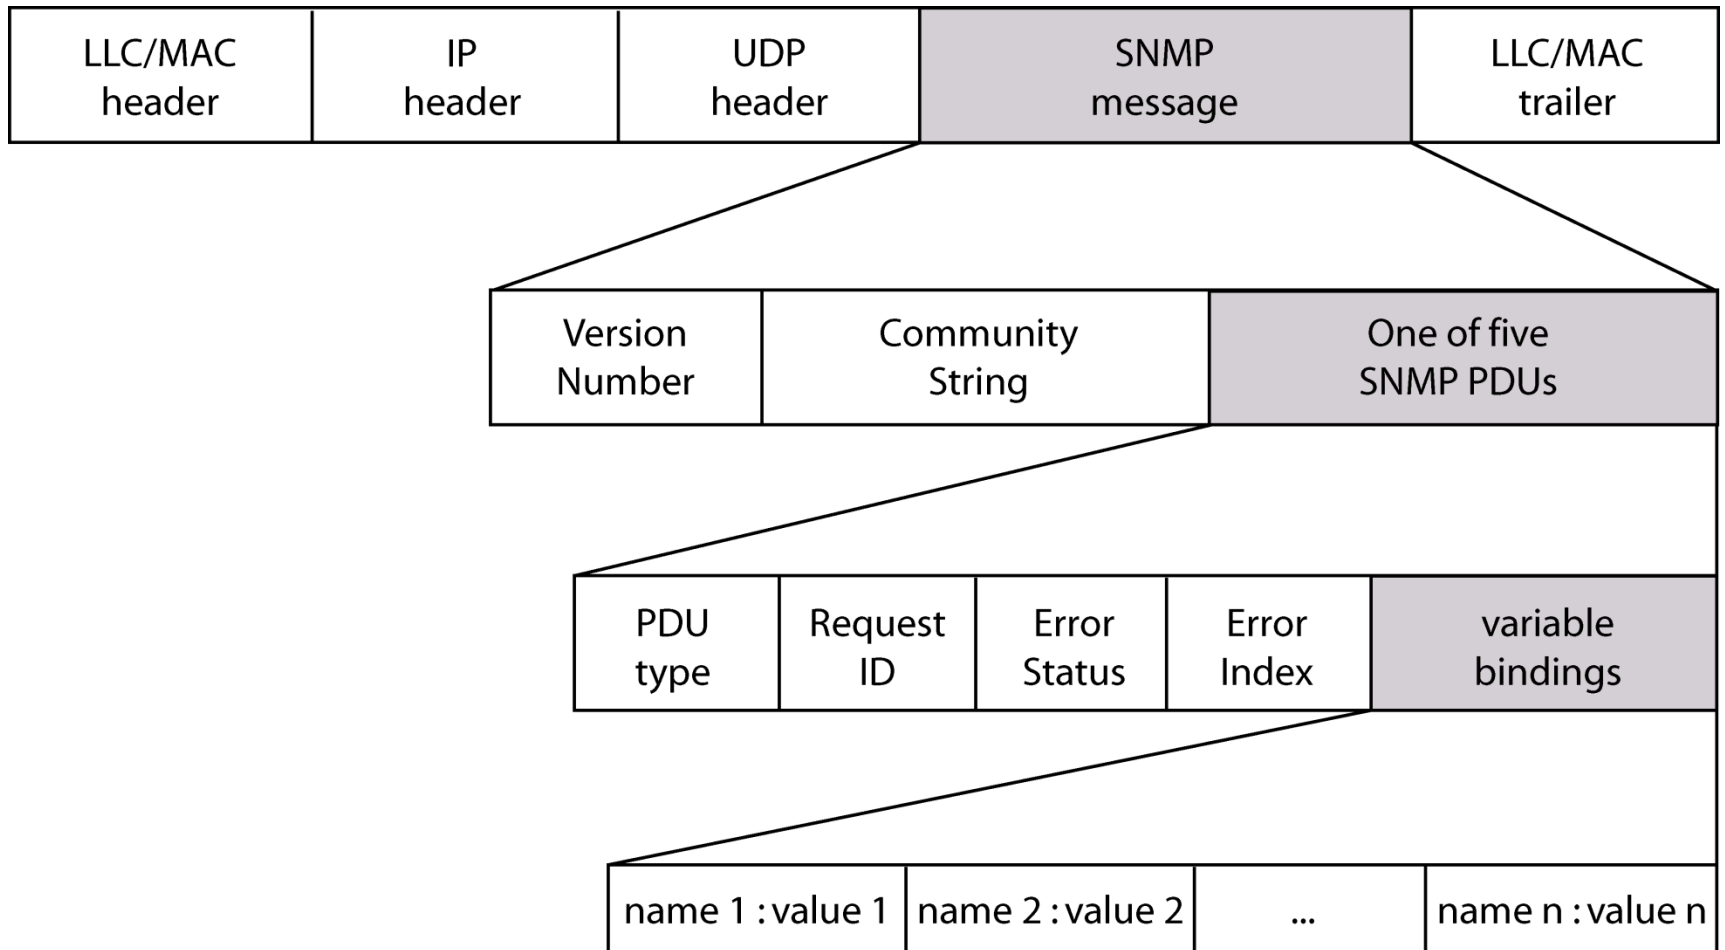 LLC/MAC
header
IP
header
UDP
header
SNMP
message
LLC/MAC
trailer
Version
Number
Community
String
One of five
SNMP PDUs
PDU
type
Request
ID
Error
Status
Error
Index
variable
bindings
name 1 : value 1
name 2 : value 2
...
name n : value n